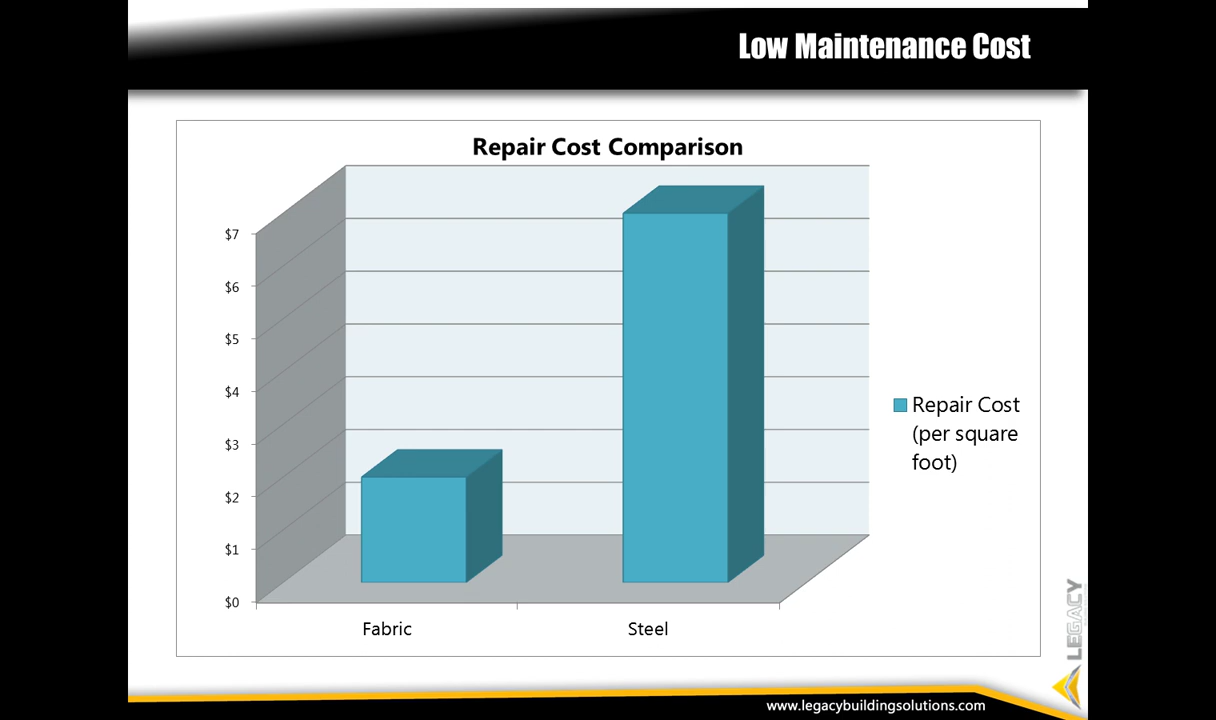 Low Maintenance Cost
Repair Cost Comparison
$7
$6
$5
$4
$3
$2
$1
$0
Fabric
Steel
Repair Cost
(per square
foot)
LEGACY
www.legacybuildingsolutions.com